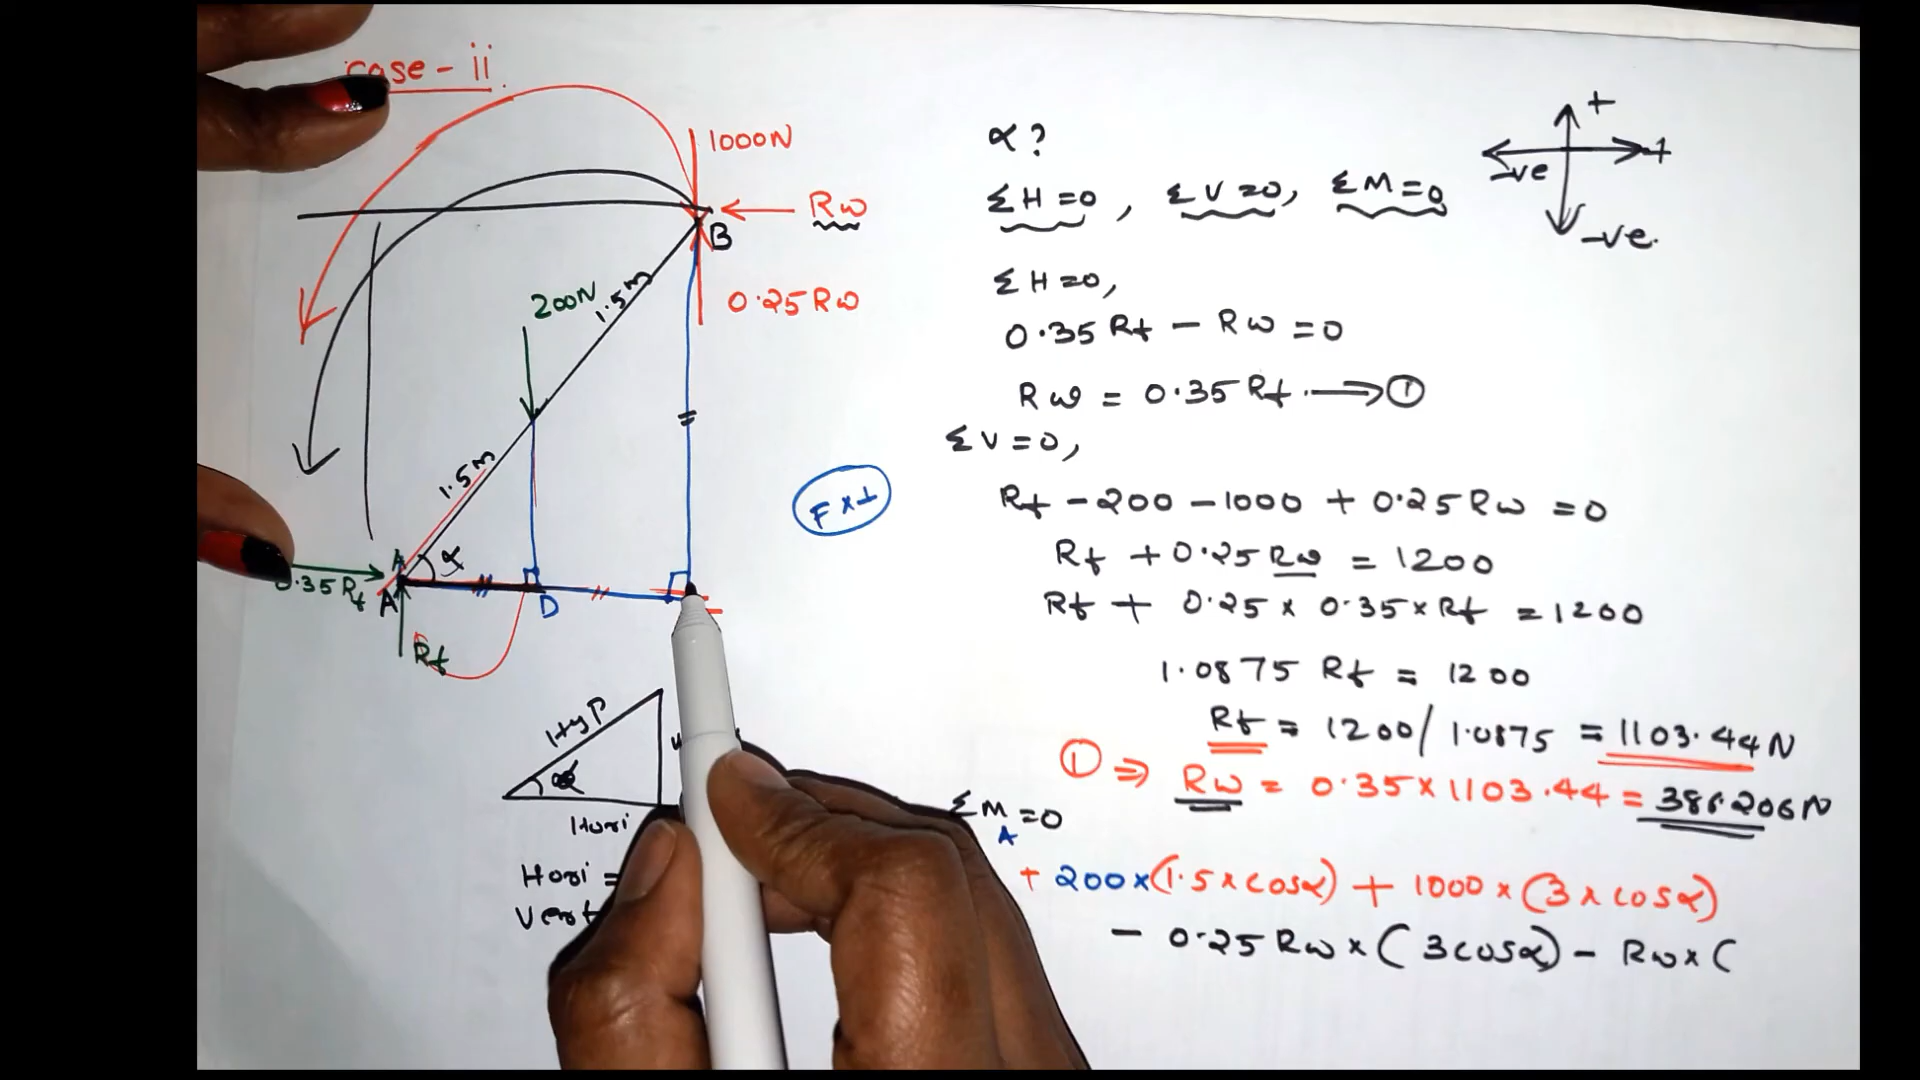 case - ii
1000N
Rw
B
0.25 Rw
200N
1.5m
1.5m
F x ⊥
A
α
0.35 Rf
A
D
Rf
Hyp
α
Hori
Hori =
Vert
+
+
-ve
-ve.
α?
ΣH=0, ΣV=0, ΣM=0
ΣH=0,
0.35 Rf - Rw = 0
Rw = 0.35 Rf. → ①
ΣV=0,
Rf - 200 - 1000 + 0.25 Rw = 0
Rf + 0.25 Rw = 1200
Rf + 0.25 x 0.35 x Rf = 1200
1.0875 Rf = 1200
Rf = 1200/1.0875 = 1103.44 N
① ⇒ Rw = 0.35 x 1103.44 = 386.206 N
ΣM A = 0
+ 200 x (1.5 x cosα) + 1000 x (3 x cosα)
- 0.25 Rw x (3cosα) - Rw x (